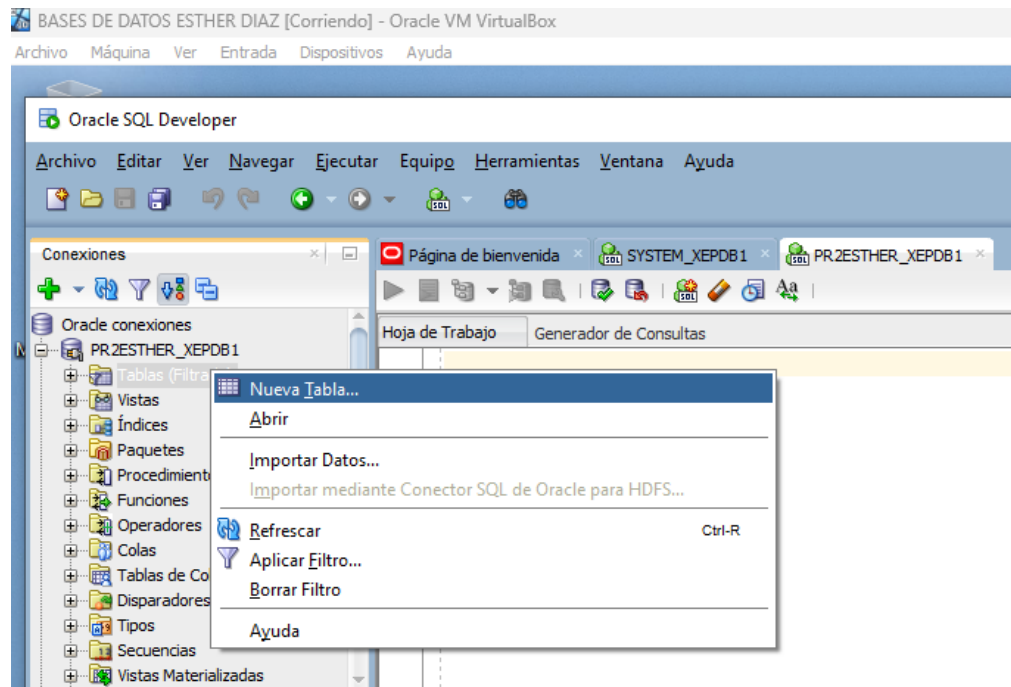 BASES DE DATOS ESTHER DIAZ [Corriendo] - Oracle VM VirtualBox
Archivo Máquina Ver Entrada Dispositivos Ayuda
Oracle SQL Developer
Archivo Editar Ver Navegar Ejecutar Equipo Herramientas Ventana Ayuda
Conexiones
Página de bienvenida SYSTEM_XEPDB1 PR2ESTHER_XEPDB1
Oracle conexiones
Hoja de Trabajo Generador de Consultas
PR2ESTHER_XEPDB1
Tablas (Filtra
Nueva Tabla...
Vistas
Abrir
Índices
Paquetes
Importar Datos...
Procedimient
Importar mediante Conector SQL de Oracle para HDFS...
Funciones
Operadores
Refrescar Ctrl-R
Colas
Aplicar Filtro...
Tablas de Co
Borrar Filtro
Disparadores
Tipos
Ayuda
Secuencias
Vistas Materializadas